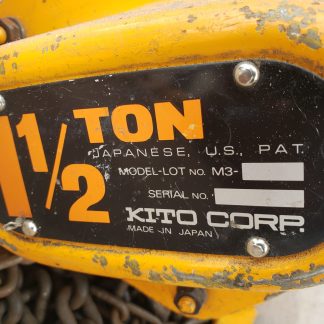 1 1/2 TON
JAPANESE, U.S., PAT.
MODEL-LOT NO. M3-
SERIAL NO.
KITO CORP.
MADE IN JAPAN